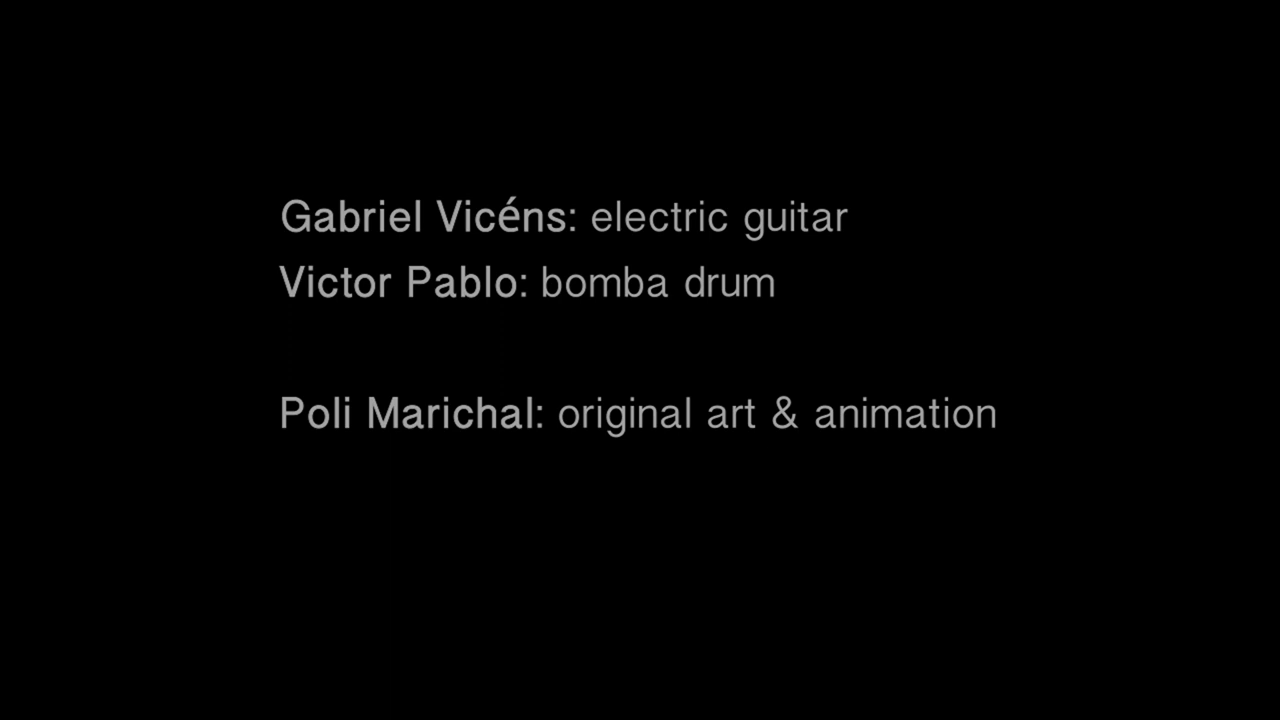 Gabriel Vicéns: electric guitar
Victor Pablo: bomba drum
Poli Marichal: original art & animation